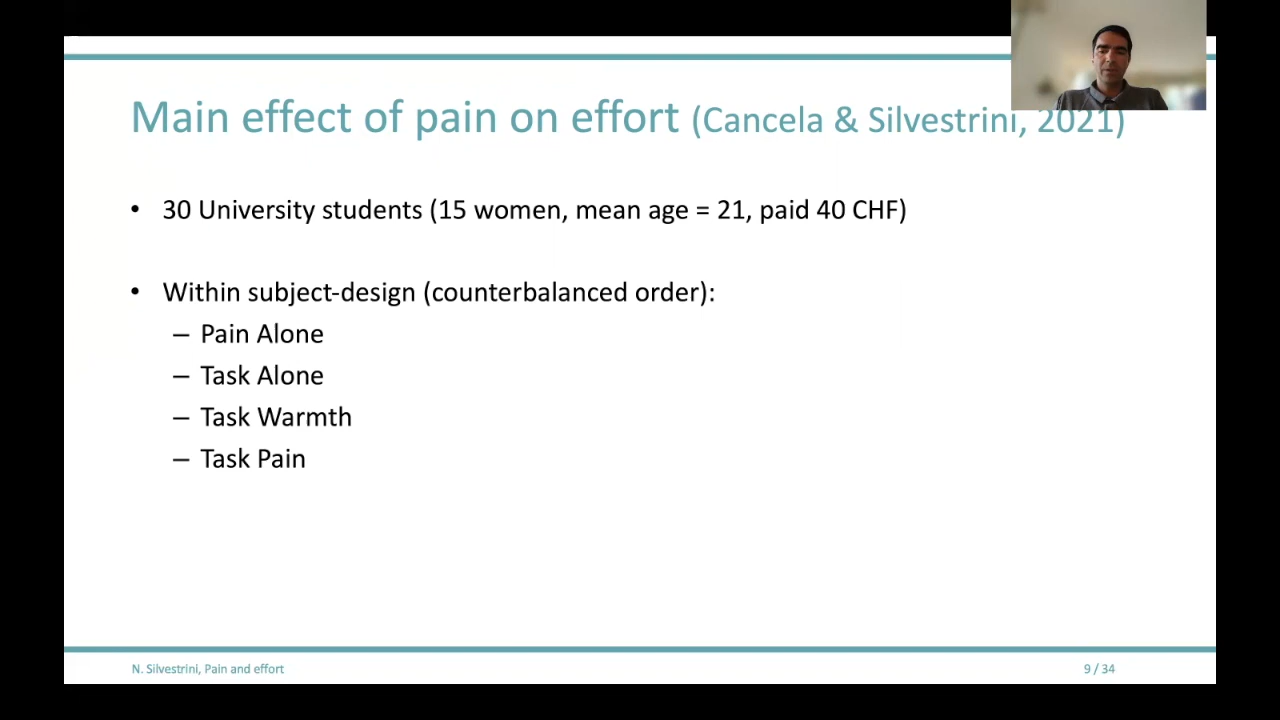 Main effect of pain on effort (Cancela & Silvestrini, 2021)
• 30 University students (15 women, mean age = 21, paid 40 CHF)
• Within subject-design (counterbalanced order):
– Pain Alone
– Task Alone
– Task Warmth
– Task Pain
N. Silvestrini, Pain and effort
9 / 34